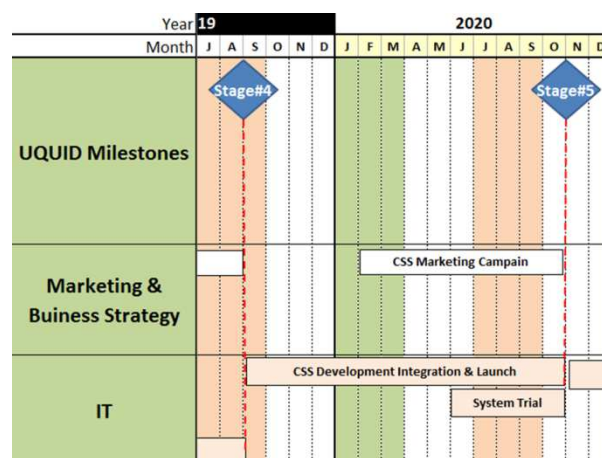 Year 19 2020
Month J A S O N D J F M A M J J A S O N D
Stage#4 Stage#5
UQUID Milestones
CSS Marketing Campain
Marketing &
Buiness Strategy
CSS Development Integration & Launch
System Trial
IT